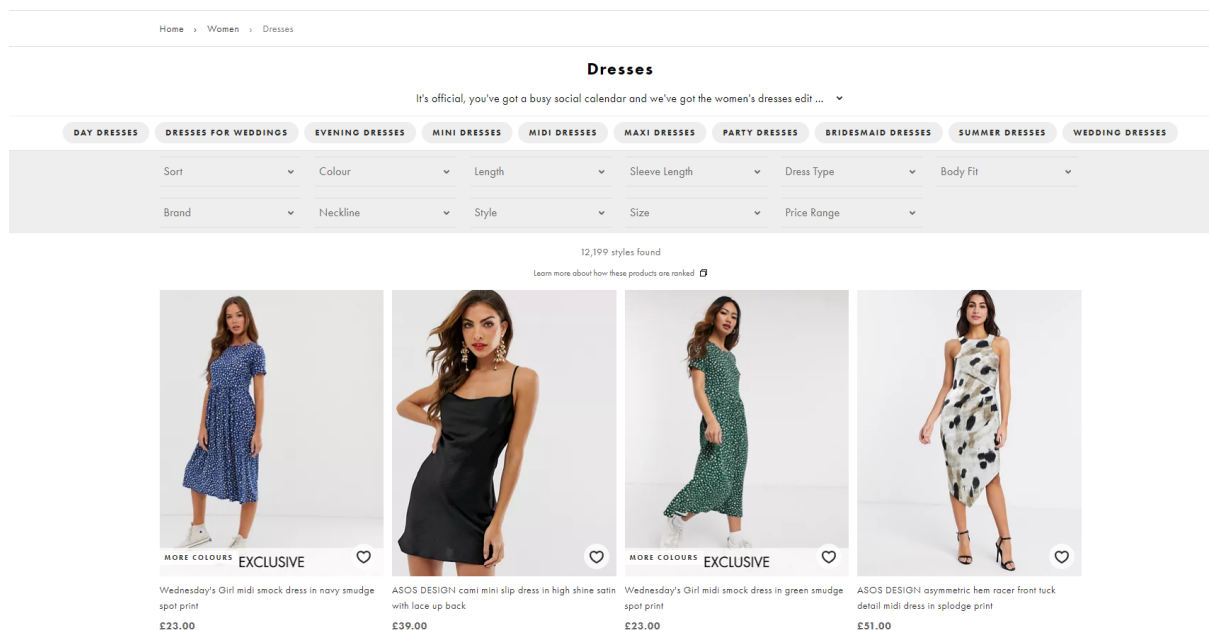 Home › Women › Dresses
Dresses
It's official, you've got a busy social calendar and we've got the women's dresses edit ...
DAY DRESSES DRESSES FOR WEDDINGS EVENING DRESSES MINI DRESSES MIDI DRESSES MAXI DRESSES PARTY DRESSES BRIDESMAID DRESSES SUMMER DRESSES WEDDING DRESSES
Sort Colour Length Sleeve Length Dress Type Body Fit
Brand Neckline Style Size Price Range
12,199 styles found
Learn more about how these products are ranked
MORE COLOURS EXCLUSIVE
Wednesday's Girl midi smock dress in navy smudge
spot print
£23.00
ASOS DESIGN cami mini slip dress in high shine satin
with lace up back
£39.00
MORE COLOURS EXCLUSIVE
Wednesday's Girl midi smock dress in green smudge
spot print
£23.00
ASOS DESIGN asymmetric hem racer front tuck
detail midi dress in splodge print
£51.00